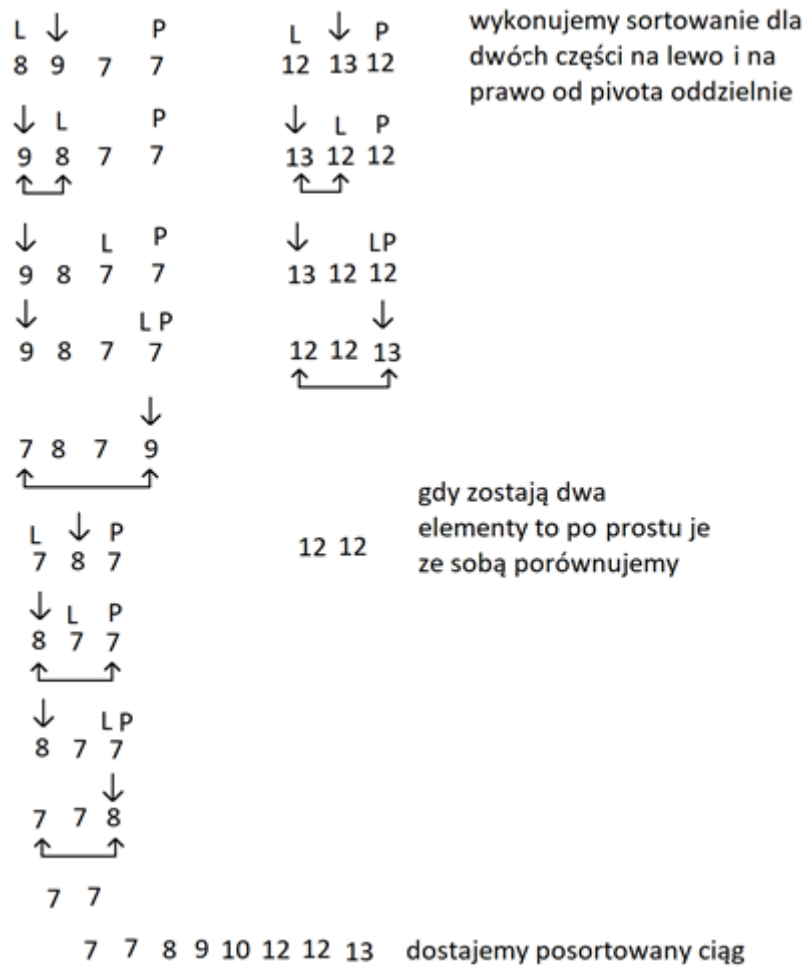 L ↓ P L ↓ P wykonujemy sortowanie dla
8 9 7 7 12 13 12 dwóch części na lewo i na
prawo od pivota oddzielnie
↓ L P ↓ L P
9 8 7 7 13 12 12
↓ L P ↓ LP
9 8 7 7 13 12 12
↓ L P ↓
9 8 7 7 12 12 13
↓
7 8 7 9
gdy zostają dwa
L ↓ P elementy to po prostu je
7 8 7 12 12 ze sobą porównujemy
↓ L P
8 7 7
↓ L P
8 7 7
↓
7 7 8
7 7
7 7 8 9 10 12 12 13 dostajemy posortowany ciąg